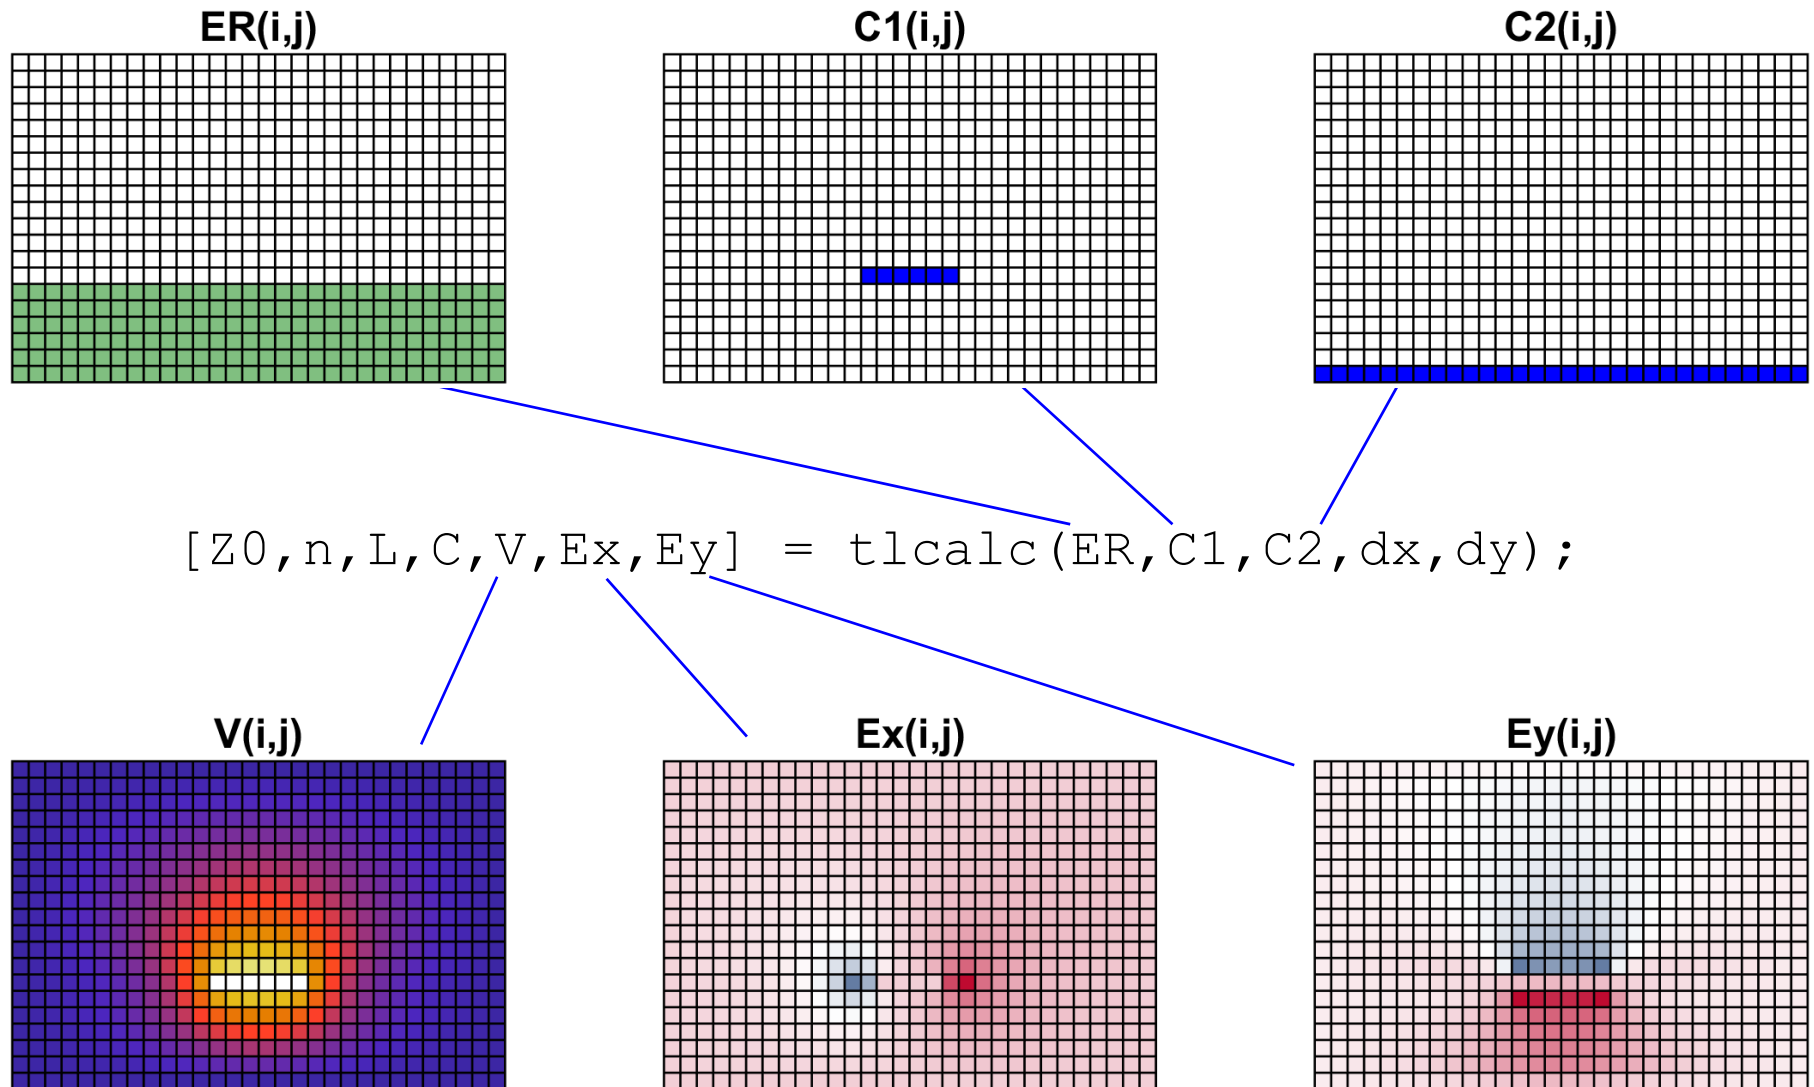 ER(i,j)
C1(i,j)
C2(i,j)
[Z0,n,L,C,V,Ex,Ey] = tlcalc(ER,C1,C2,dx,dy);
V(i,j)
Ex(i,j)
Ey(i,j)